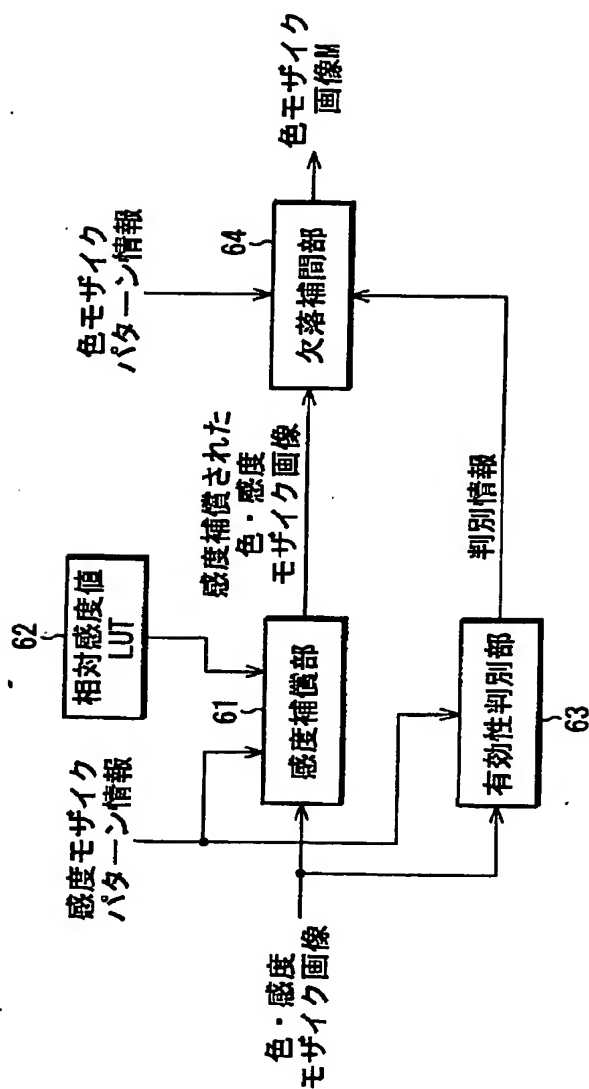 色・感度
モザイク画像
感度モザイク
パターン情報
62
相対感度値
LUT
61
感度補償部
63
有効性判別部
感度補償された
色・感度
モザイク画像
判別情報
色モザイク
パターン情報
64
欠落補間部
色モザイク
画像M